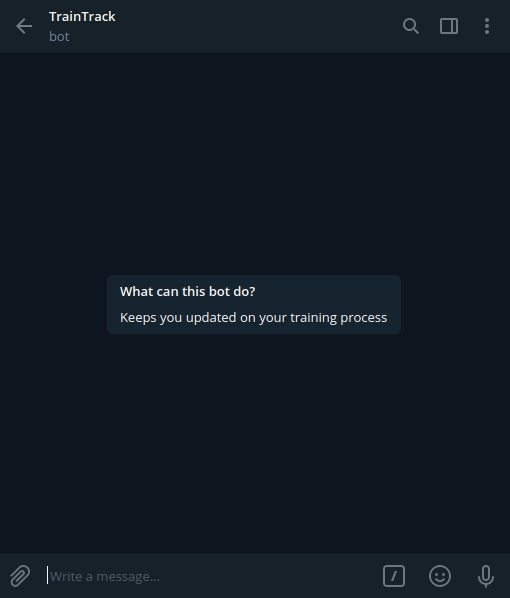 TrainTrack
bot
What can this bot do?
Keeps you updated on your training process
Write a message...